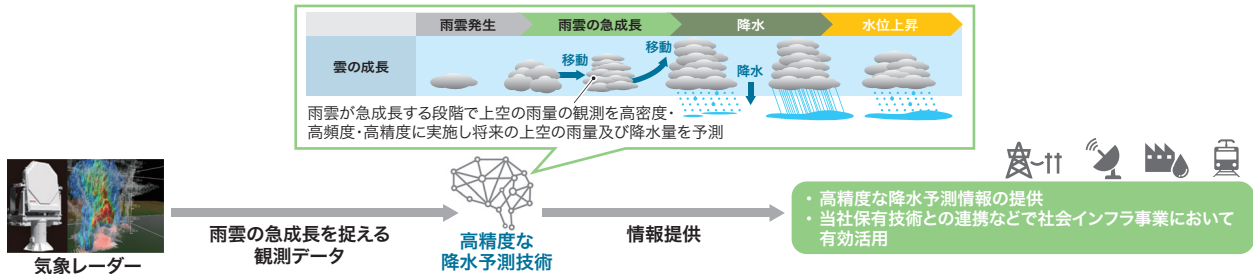 雨雲発生
雨雲の急成長
降水
水位上昇
雲の成長
移動
移動
降水
雨雲が急成長する段階で上空の雨量の観測を高密度・
高頻度・高精度に実施し将来の上空の雨量及び降水量を予測
気象レーダー
雨雲の急成長を捉える
観測データ
高精度な
降水予測技術
情報提供
・高精度な降水予測情報の提供
・当社保有技術との連携などで社会インフラ事業において
有効活用